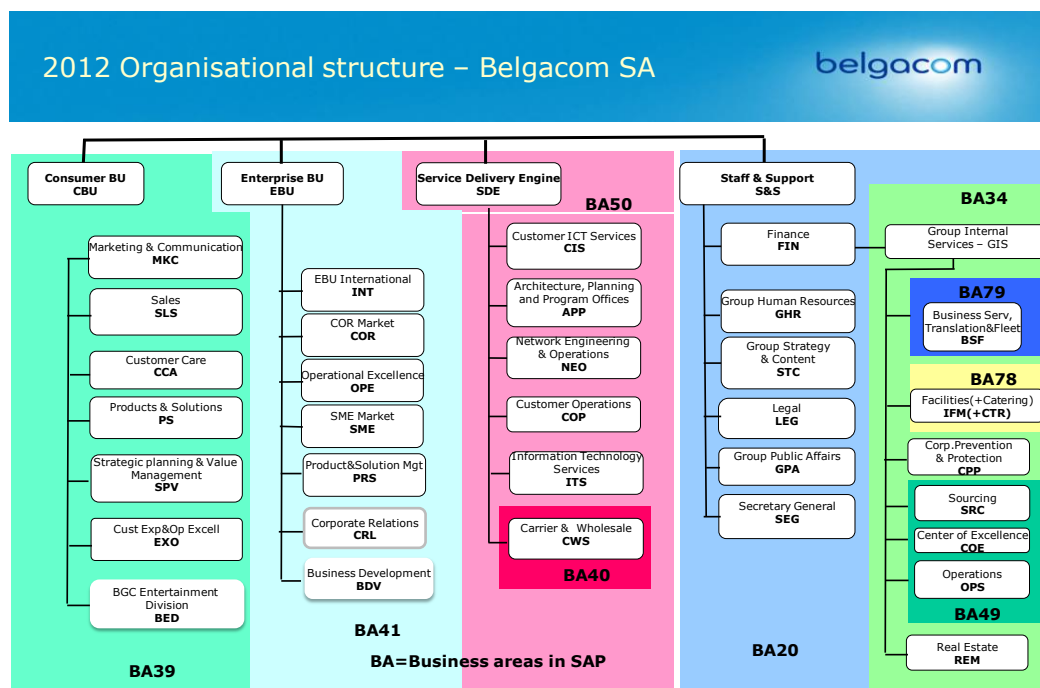 2012 Organisational structure – Belgacom SA
belgacom
Consumer BU
CBU
Marketing & Communication
MKC
Sales
SLS
Customer Care
CCA
Products & Solutions
PS
Strategic planning & Value
Management
SPV
Cust Exp&Op Excell
EXO
BGC Entertainment
Division
BED
BA39
Enterprise BU
EBU
EBU International
INT
COR Market
COR
Operational Excellence
OPE
SME Market
SME
Product&Solution Mgt
PRS
Corporate Relations
CRL
Business Development
BDV
BA41
Service Delivery Engine
SDE
BA50
Customer ICT Services
CIS
Architecture, Planning
and Program Offices
APP
Network Engineering
& Operations
NEO
Customer Operations
COP
Information Technology
Services
ITS
Carrier & Wholesale
CWS
BA40
BA=Business areas in SAP
Staff & Support
S&S
Finance
FIN
Group Human Resources
GHR
Group Strategy
& Content
STC
Legal
LEG
Group Public Affairs
GPA
Secretary General
SEG
BA20
BA34
Group Internal
Services – GIS
BA79
Business Serv,
Translation&Fleet
BSF
BA78
Facilities(+Catering)
IFM(+CTR)
Corp.Prevention
& Protection
CPP
Sourcing
SRC
Center of Excellence
COE
Operations
OPS
BA49
Real Estate
REM